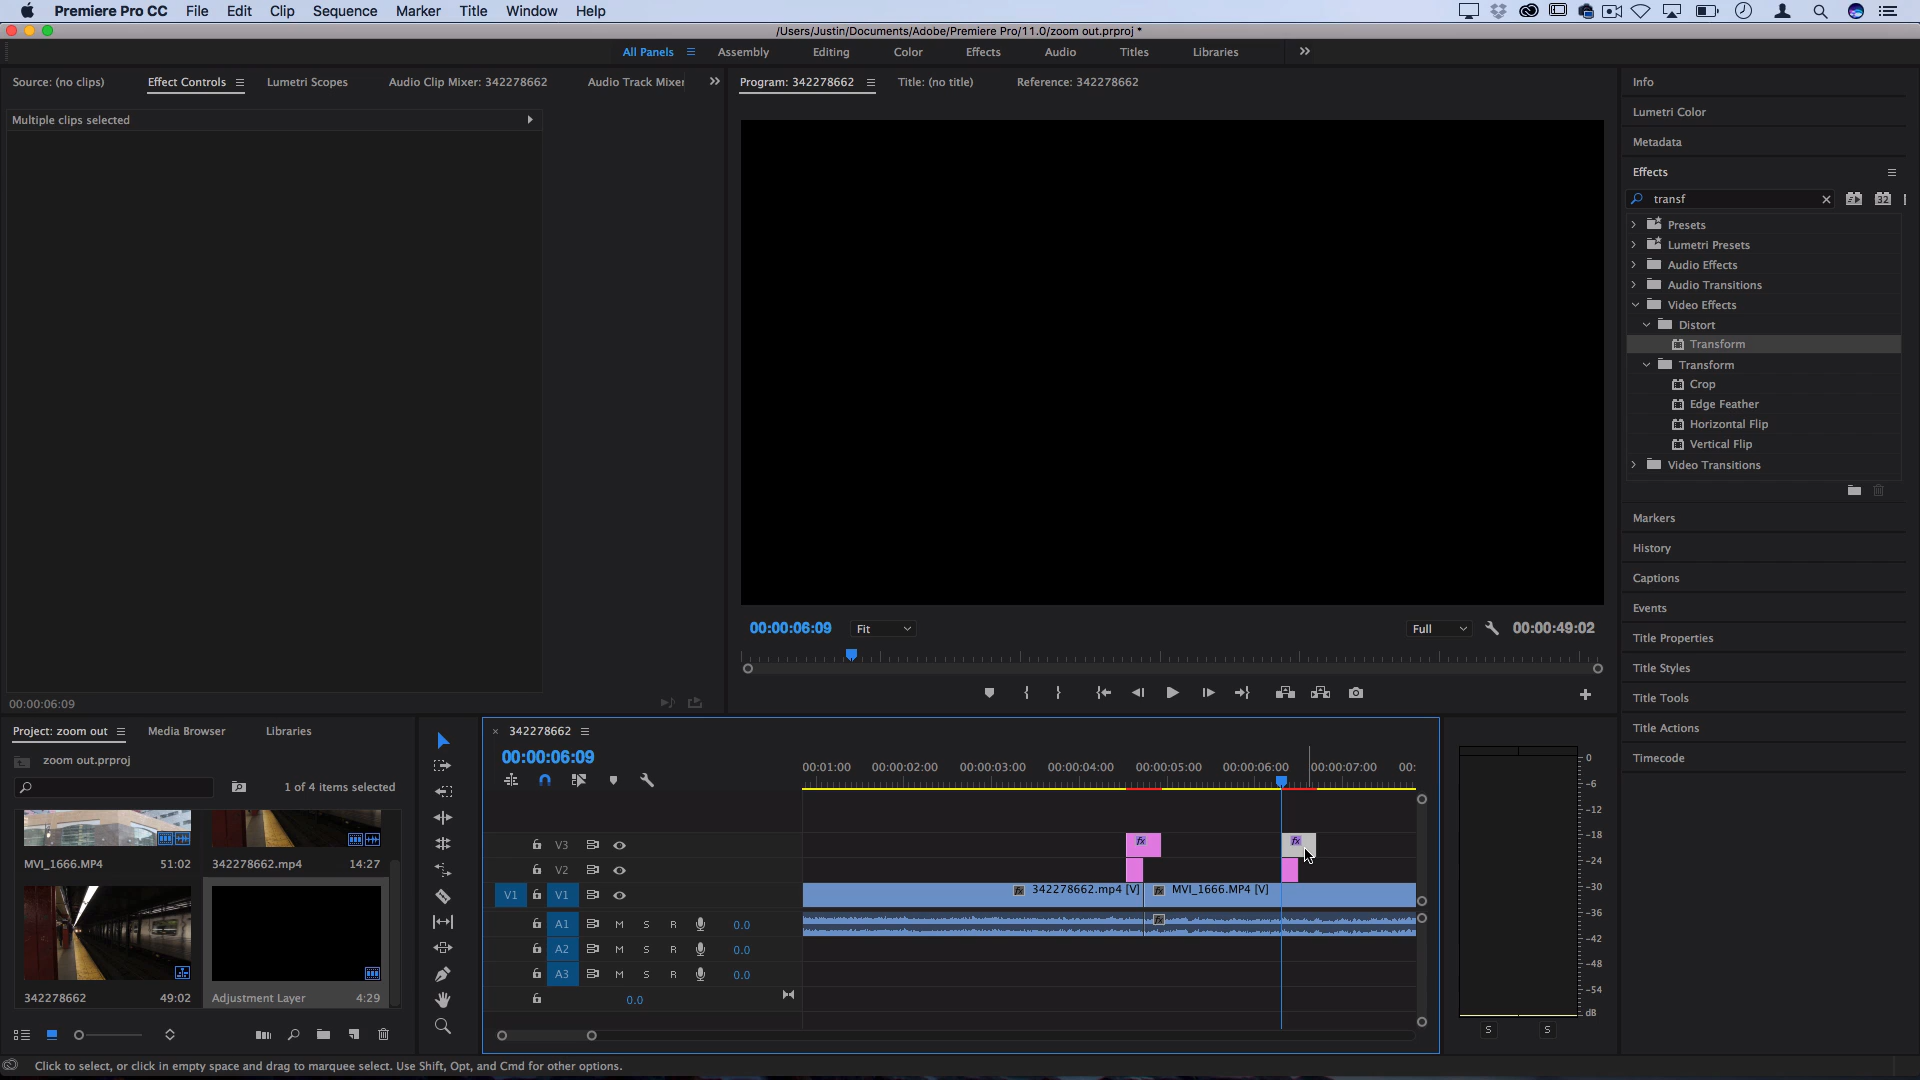 Premiere Pro CC File Edit Clip Sequence Marker Title Window Help
/Users/Justin/Documents/Adobe/Premiere Pro/11.0/zoom out.prproj *
All Panels Assembly Editing Color Effects Audio Titles Libraries
Source: (no clips) Effect Controls Lumetri Scopes Audio Clip Mixer: 342278662 Audio Track Mixer
Multiple clips selected
00:00:06:09
Program: 342278662 Title: (no title) Reference: 342278662
00:00:06:09 Fit Full 00:00:49:02
Info
Lumetri Color
Metadata
Effects
transf 32
Presets
Lumetri Presets
Audio Effects
Audio Transitions
Video Effects
Distort
Transform
Transform
Crop
Edge Feather
Horizontal Flip
Vertical Flip
Video Transitions
Markers
History
Captions
Events
Title Properties
Title Styles
Title Tools
Title Actions
Timecode
Project: zoom out Media Browser Libraries
zoom out.prproj
1 of 4 items selected
MVI_1666.MP4 51:02 342278662.mp4 14:27
342278662 49:02 Adjustment Layer 4:29
342278662
00:00:06:09
00:01:00 00:00:02:00 00:00:03:00 00:00:04:00 00:00:05:00 00:00:06:00 00:00:07:00 00:
V3 fx fx
V2
V1 V1 fx 342278662.mp4 [V] fx MVI_1666.MP4 [V]
A1 M S R 0.0 fx
A2 M S R 0.0
A3 M S R 0.0
0.0
0
-6
-12
-18
-24
-30
-36
-42
-48
-54
dB
S S
Click to select, or click in empty space and drag to marquee select. Use Shift, Opt, and Cmd for other options.